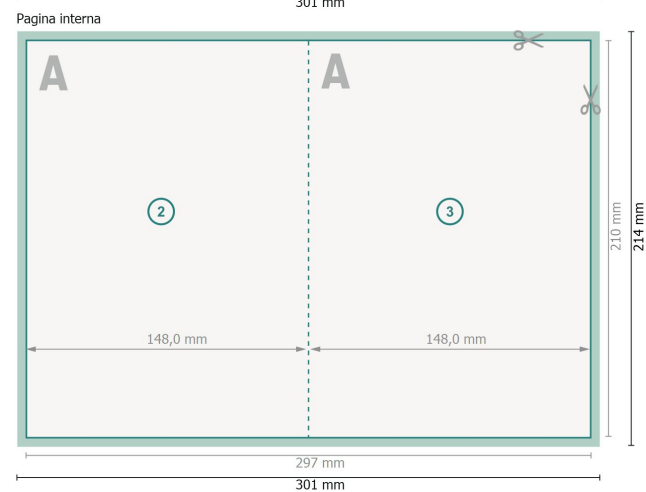 301 mm
Pagina interna
A
A
2
3
210 mm
214 mm
148,0 mm
148,0 mm
297 mm
301 mm